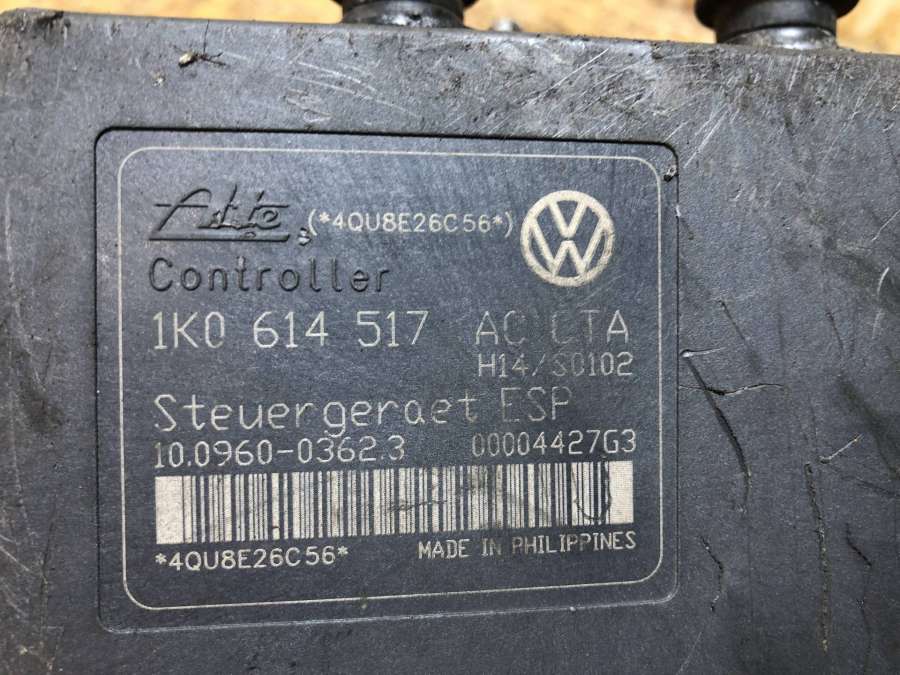 Ate (*4QU8E26C56*)
Controller
1K0 614 517 AC CTA
H14/S0102
Steuergeraet ESP
10.0960-0362.3 00004427G3
*4QU8E26C56* MADE IN PHILIPPINES